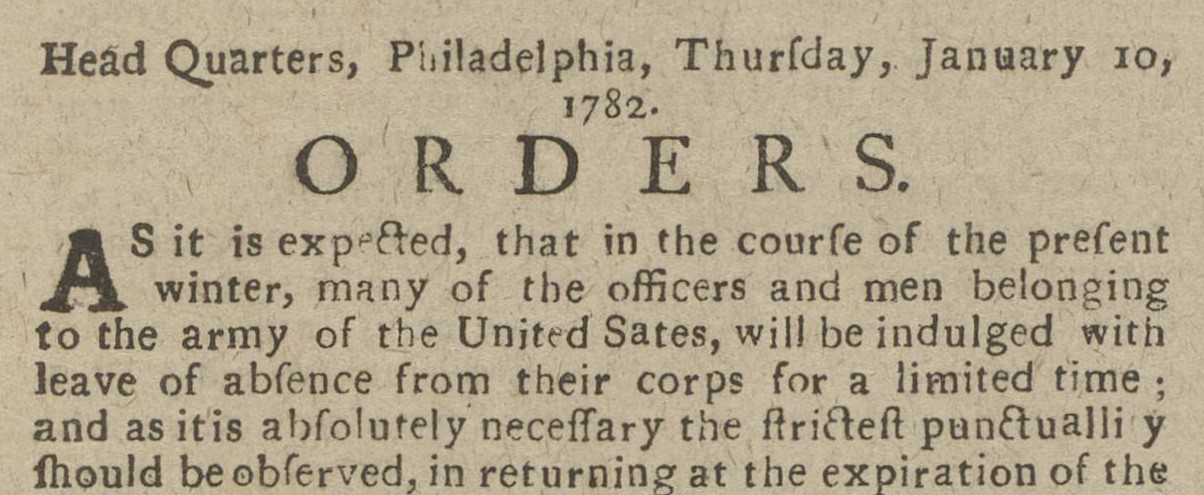 Head Quarters, Philadelphia, Thurſday, January 10,
1782.
ORDERS.
AS it is expected, that in the courſe of the preſent
winter, many of the officers and men belonging
to the army of the United Sates, will be indulged with
leave of abſence from their corps for a limited time ;
and as it is abſolutely neceſſary the ſtricteſt punctualli y
ſhould be obſerved, in returning at the expiration of the